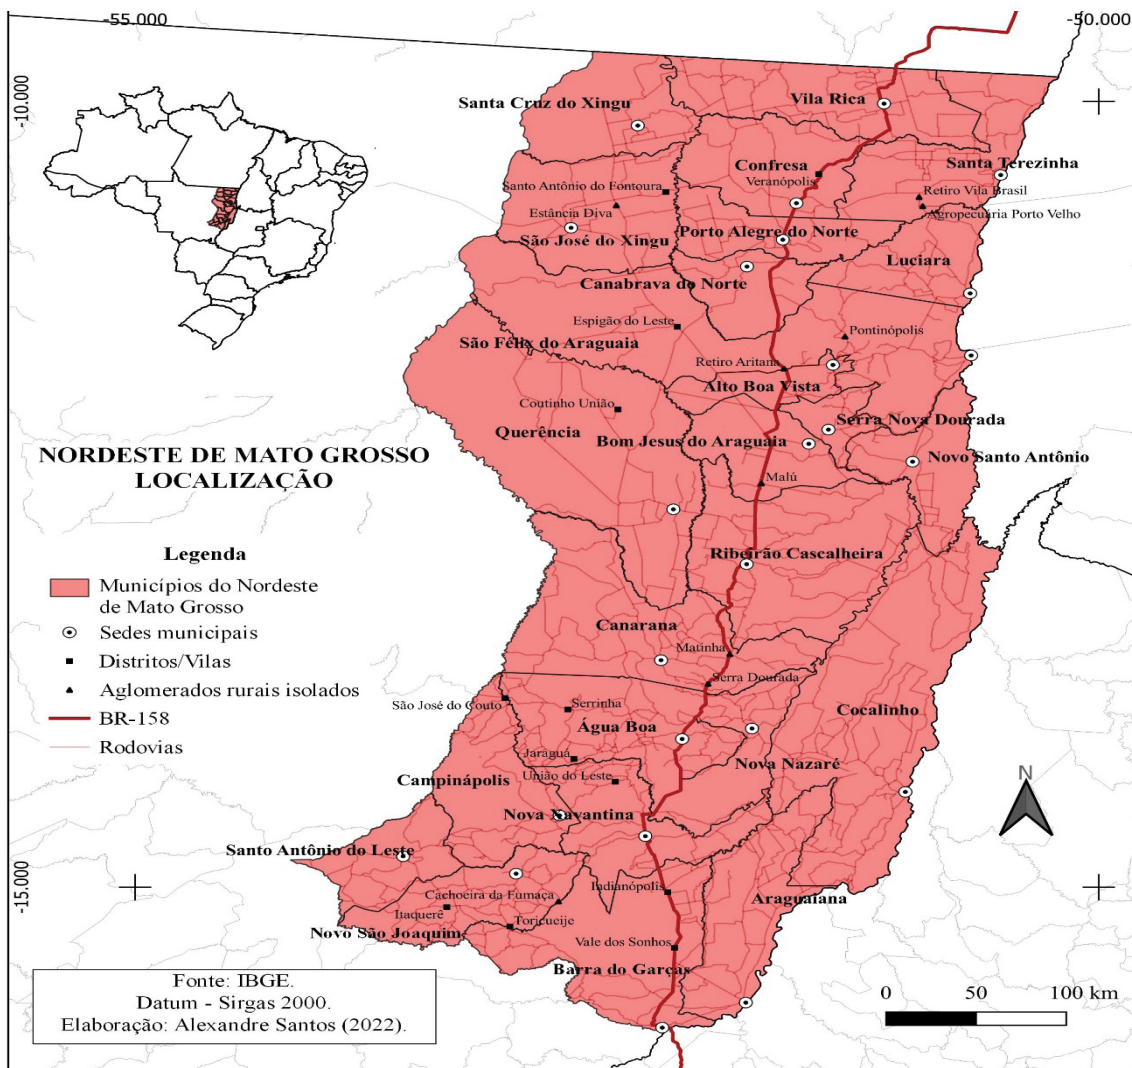 -55.000
-50.000
-10.000
Santa Cruz do Xingu
Vila Rica
Confresa
Veranópolis
Santa Terezinha
Santo Antônio do Fontoura
Retiro Vila Brasil
Estância Diva
Agropecuária Porto Velho
São José do Xingu
Porto Alegre do Norte
Luciara
Canabrava do Norte
Espigão do Leste
Pontinópolis
São Félix do Araguaia
Retiro Aritana
Alto Boa Vista
Coutinho União
Serra Nova Dourada
Querência
Bom Jesus do Araguaia
Novo Santo Antônio
NORDESTE DE MATO GROSSO
LOCALIZAÇÃO
Malú
Legenda
Ribeirão Cascalheira
Municípios do Nordeste
de Mato Grosso
Sedes municipais
Canarana
Matinha
Distritos/Vilas
Serra Dourada
Aglomerados rurais isolados
São José do Couto
Serrinha
Cocalinho
BR-158
Água Boa
Rodovias
Jaraguá
Nova Nazaré
União do Leste
Campinápolis
N
Nova Xavantina
Santo Antônio do Leste
-15.000
Indianópolis
Cachoeira da Fumaça
Araguaiana
Itaquerê
Toricueije
Novo São Joaquim
Vale dos Sonhos
Barra do Garças
Fonte: IBGE.
Datum - Sirgas 2000.
Elaboração: Alexandre Santos (2022).
0 50 100 km